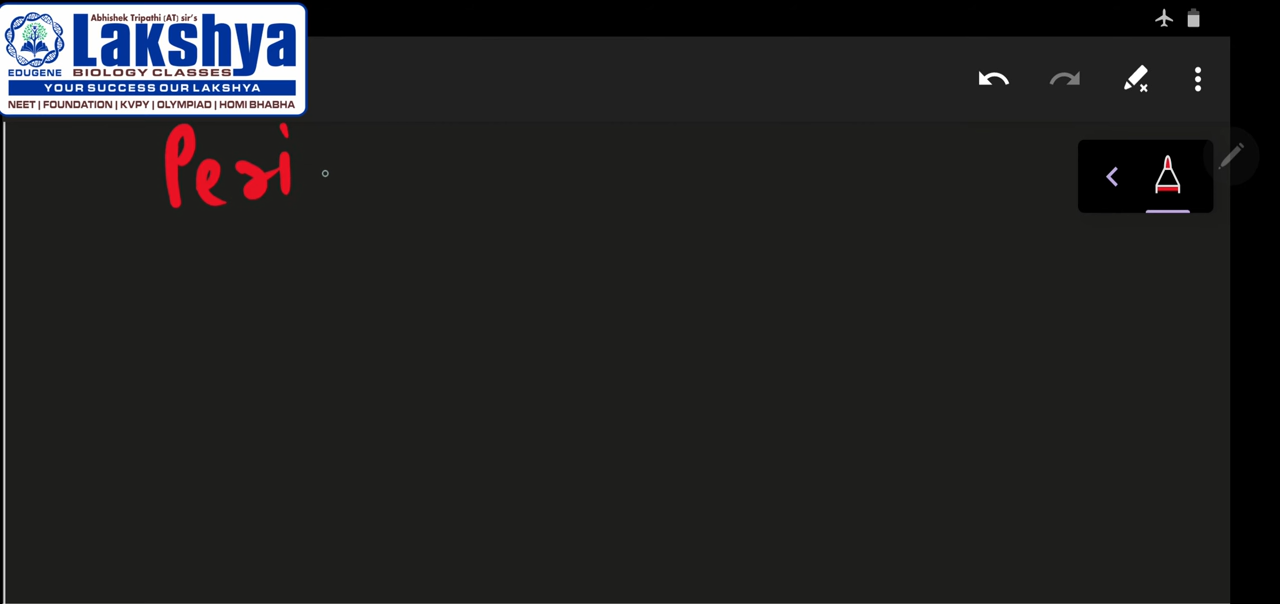 Abhishek Tripathi (AT) sir's
Lakshya
EDUGENE BIOLOGY CLASSES
YOUR SUCCESS OUR LAKSHYA
NEET | FOUNDATION | KVPY | OLYMPIAD | HOMI BHABHA
Peri